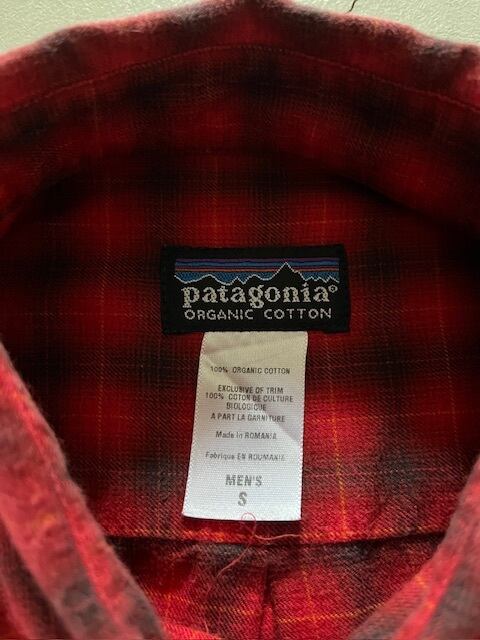 patagonia®
ORGANIC COTTON
100% ORGANIC COTTON
EXCLUSIVE OF TRIM
100% COTON DE CULTURE
BIOLOGIQUE
A PART LA GARNITURE
Made in ROMANIA
Fabriqué EN ROUMANIE
MEN'S
S